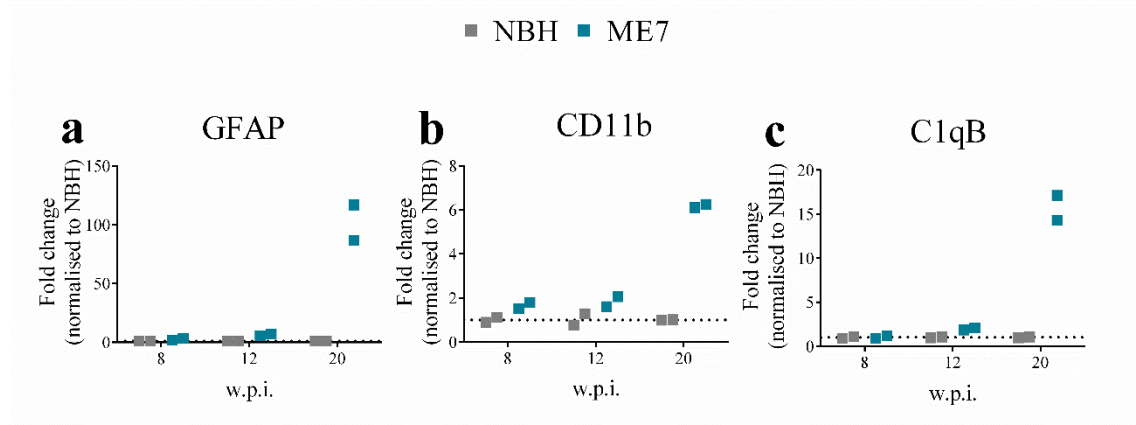 NBH ME7
a GFAP
Fold change
(normalised to NBH)
150
100
50
0
8 12 20
w.p.i.
b CD11b
Fold change
(normalised to NBH)
8
6
4
2
0
8 12 20
w.p.i.
c C1qB
Fold change
(normalised to NBH)
20
15
10
5
0
8 12 20
w.p.i.